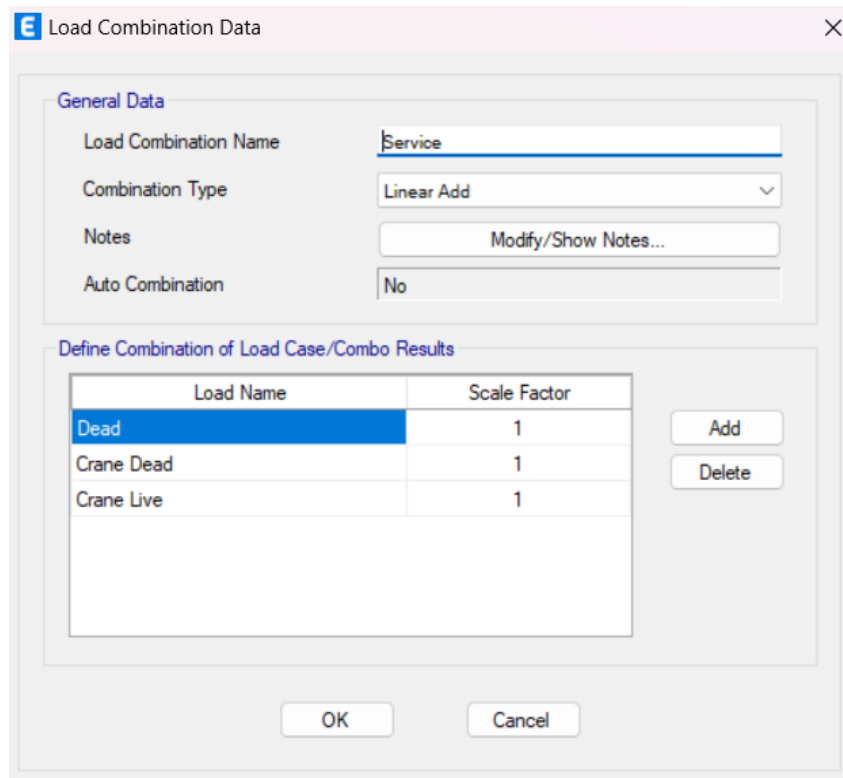 E Load Combination Data
General Data
Load Combination Name Service
Combination Type Linear Add
Notes Modify/Show Notes...
Auto Combination No
Define Combination of Load Case/Combo Results
Load Name Scale Factor
Dead 1 Add
Crane Dead 1 Delete
Crane Live 1
OK Cancel